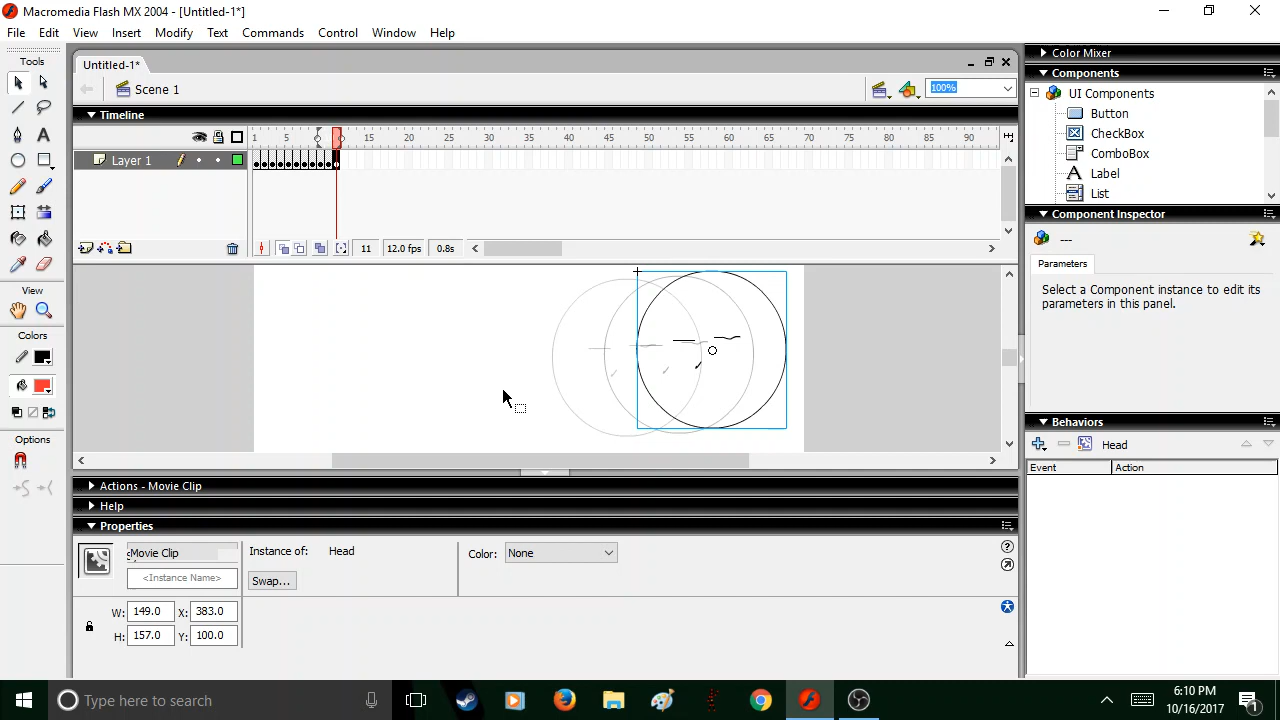 Macromedia Flash MX 2004 - [Untitled-1*]
File Edit View Insert Modify Text Commands Control Window Help
Tools
Untitled-1*
Color Mixer
Components
Scene 1
100%
UI Components
Timeline
Button
1 5 10 15 20 25 30 35 40 45 50 55 60 65 70 75 80 85 90
CheckBox
Layer 1
ComboBox
Label
List
Component Inspector
---
11 12.0 fps 0.8s
Parameters
View
Select a Component instance to edit its
parameters in this panel.
Colors
Behaviors
Options
Head
Event Action
Actions - Movie Clip
Help
Properties
Movie Clip
Instance of: Head
Color: None
<Instance Name>
Swap...
W: 149.0 X: 383.0
H: 157.0 Y: 100.0
Type here to search
6:10 PM
10/16/2017
1